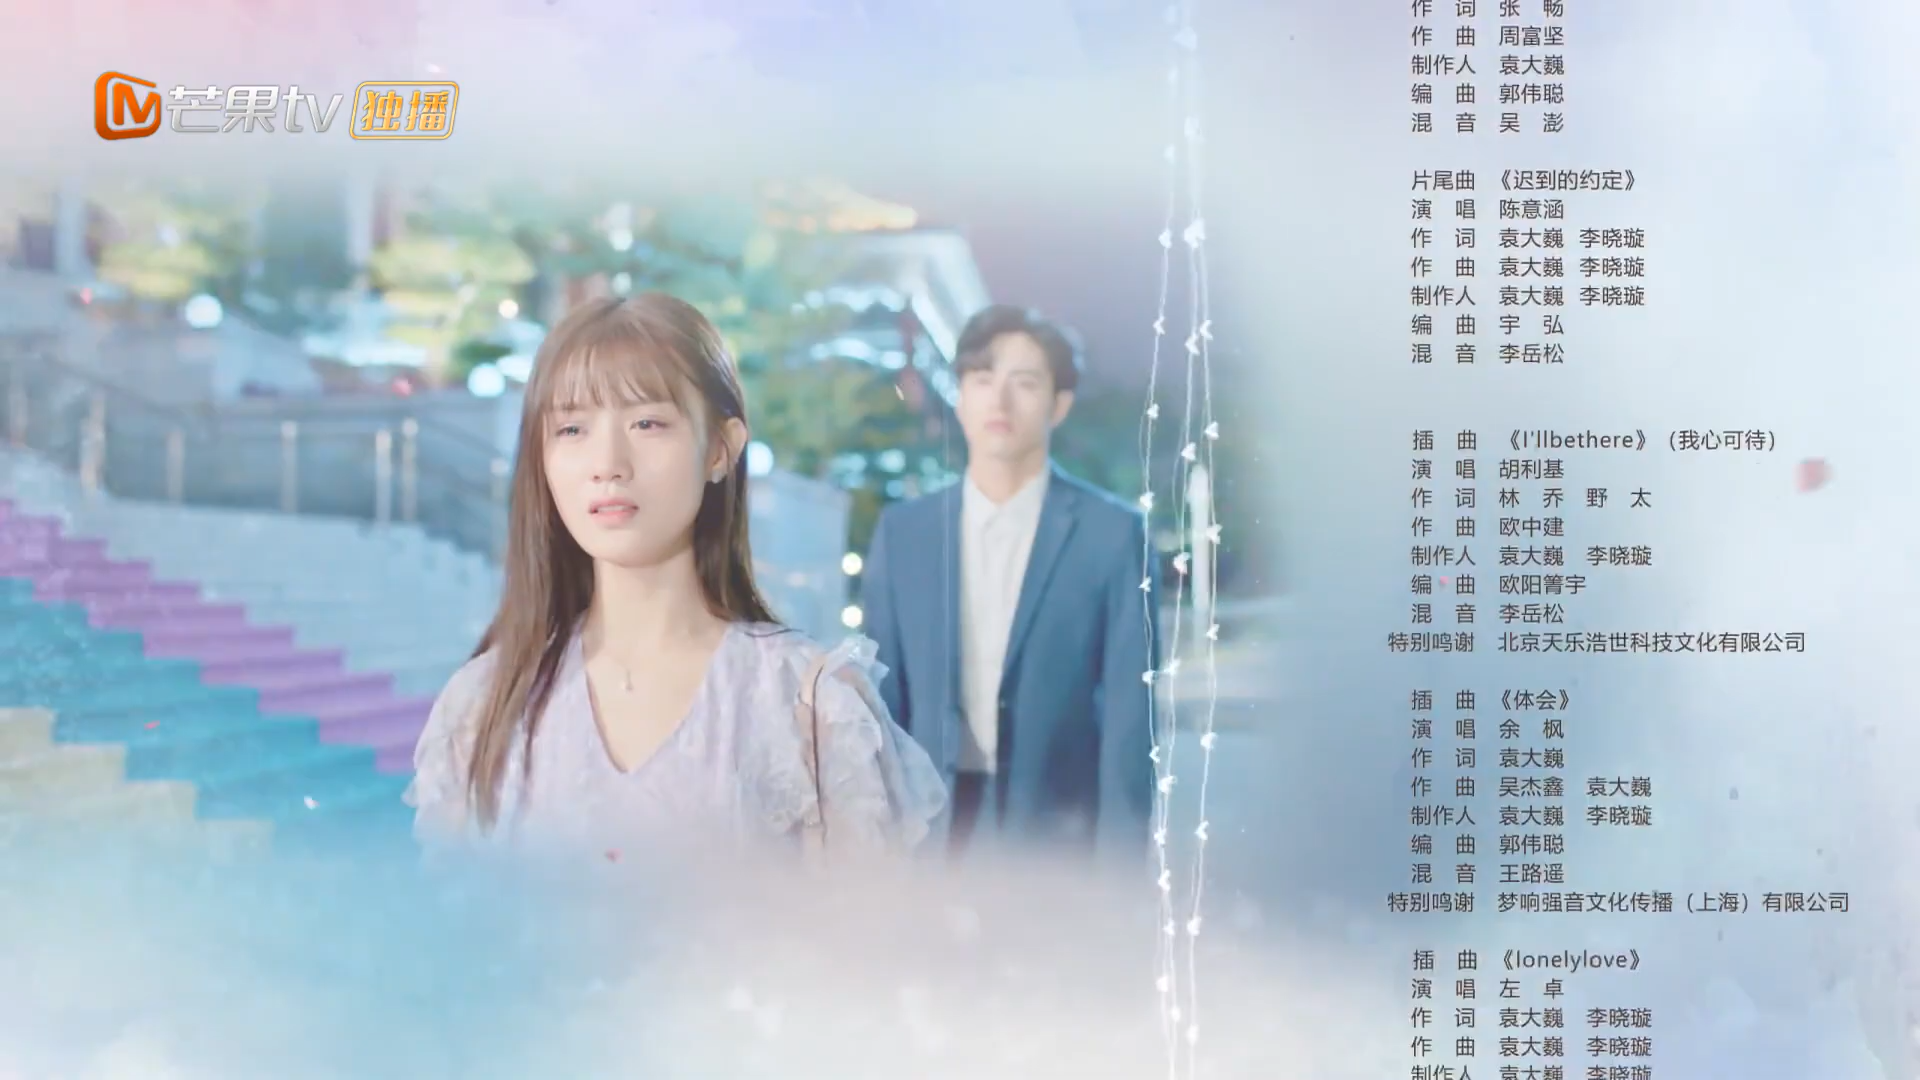 芒果tv 独播
作 词 张 畅
作 曲 周富坚
制作人 袁大巍
编 曲 郭伟聪
混 音 吴 澎
片尾曲 《迟到的约定》
演 唱 陈意涵
作 词 袁大巍 李晓璇
作 曲 袁大巍 李晓璇
制作人 袁大巍 李晓璇
编 曲 宇 弘
混 音 李岳松
插 曲 《I'llbethere》（我心可待）
演 唱 胡利基
作 词 林 乔 野 太
作 曲 欧中建
制作人 袁大巍 李晓璇
编 曲 欧阳箐宇
混 音 李岳松
特别鸣谢 北京天乐浩世科技文化有限公司
插 曲 《体会》
演 唱 余 枫
作 词 袁大巍
作 曲 吴杰鑫 袁大巍
制作人 袁大巍 李晓璇
编 曲 郭伟聪
混 音 王路遥
特别鸣谢 梦响强音文化传播（上海）有限公司
插 曲 《lonelylove》
演 唱 左 卓
作 词 袁大巍 李晓璇
作 曲 袁大巍 李晓璇
制作人 袁大巍 李晓璇